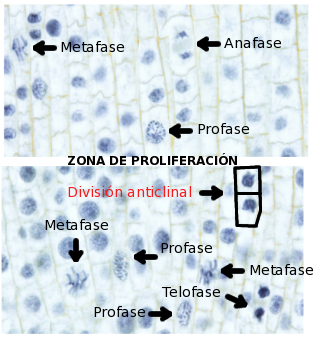 Metafase
Anafase
Profase
ZONA DE PROLIFERACIÓN
División anticlinal
Metafase
Profase
Metafase
Telofase
Profase